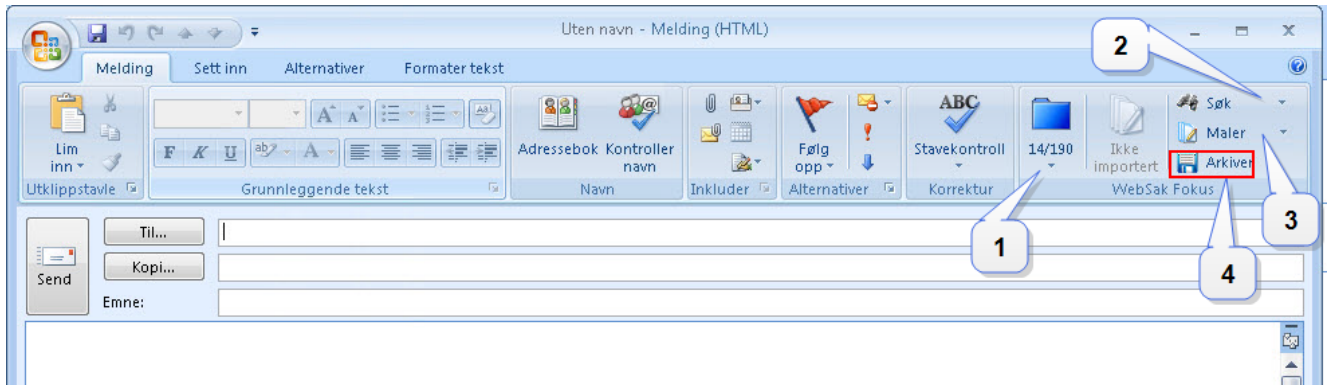 Uten navn - Melding (HTML)
2
Melding Sett inn Alternativer Formater tekst
ABC
F K U ab A
Lim
inn
Adressebok
Kontroller
navn
Følg
opp
Stavekontroll
14/190
Ikke
importert
Søk
Maler
Arkiver
Utklippstavle Grunnleggende tekst Navn Inkluder Alternativer Korrektur WebSak Fokus
3
1
4
Til...
Kopi...
Send
Emne: